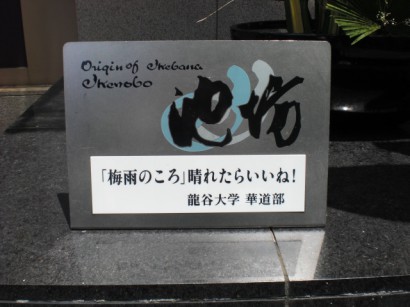 Origin of Ikebana
Ikenobo
池坊
「梅雨のころ」晴れたらいいね!
龍谷大学 華道部